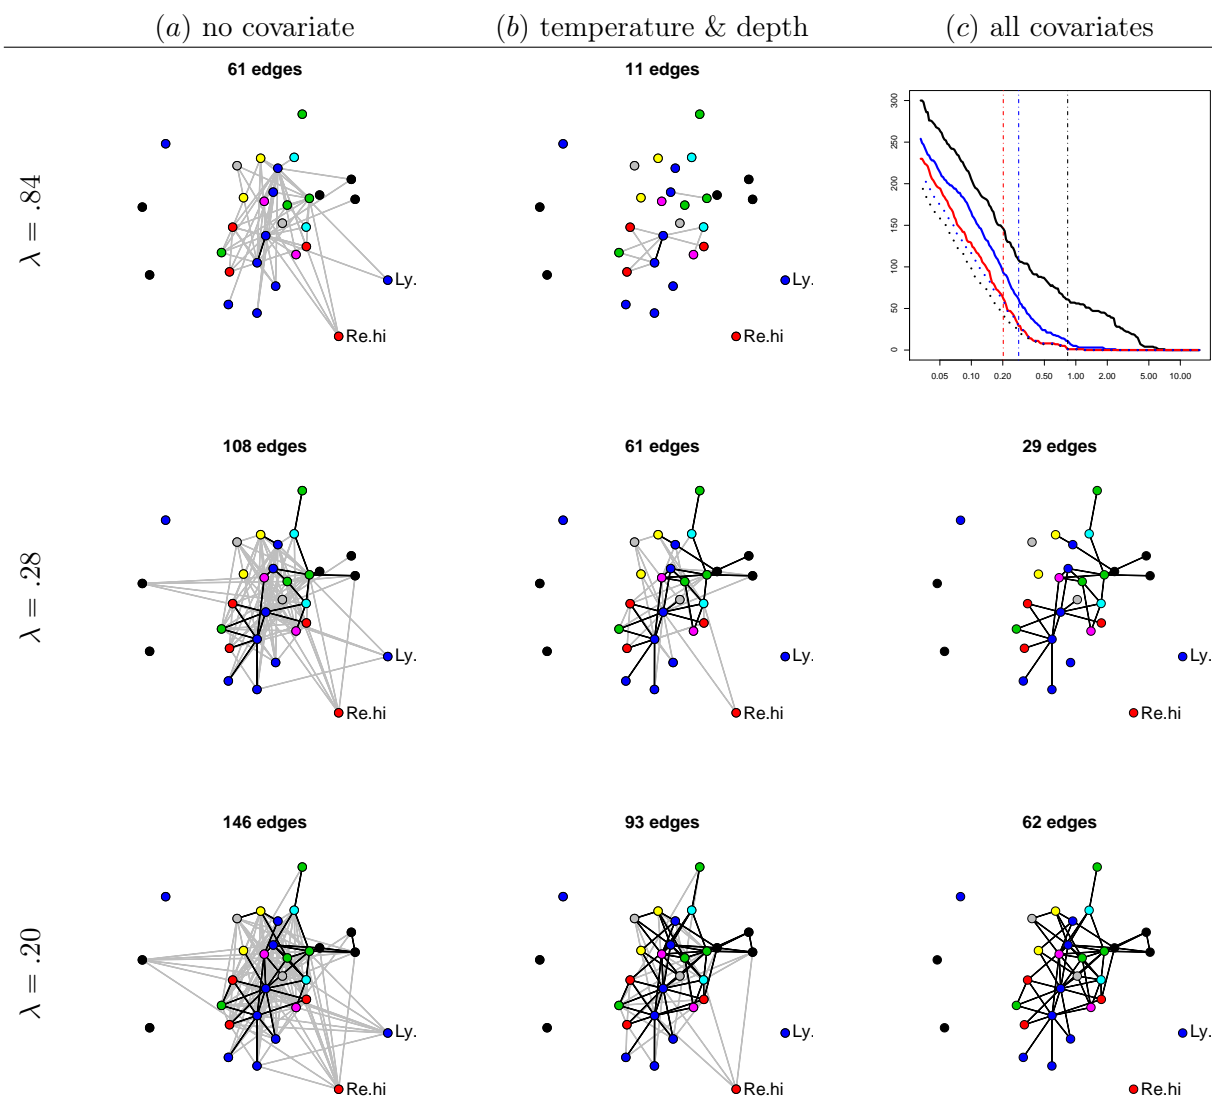 (a) no covariate (b) temperature & depth (c) all covariates
λ = .84
61 edges
Ly.
Re.hi
11 edges
Ly.
Re.hi
300
250
200
150
100
50
0
0.05 0.10 0.20 0.50 1.00 2.00 5.00 10.00
λ = .28
108 edges
Ly.
Re.hi
61 edges
Ly.
Re.hi
29 edges
Ly.
Re.hi
λ = .20
146 edges
Ly.
Re.hi
93 edges
Ly.
Re.hi
62 edges
Ly.
Re.hi